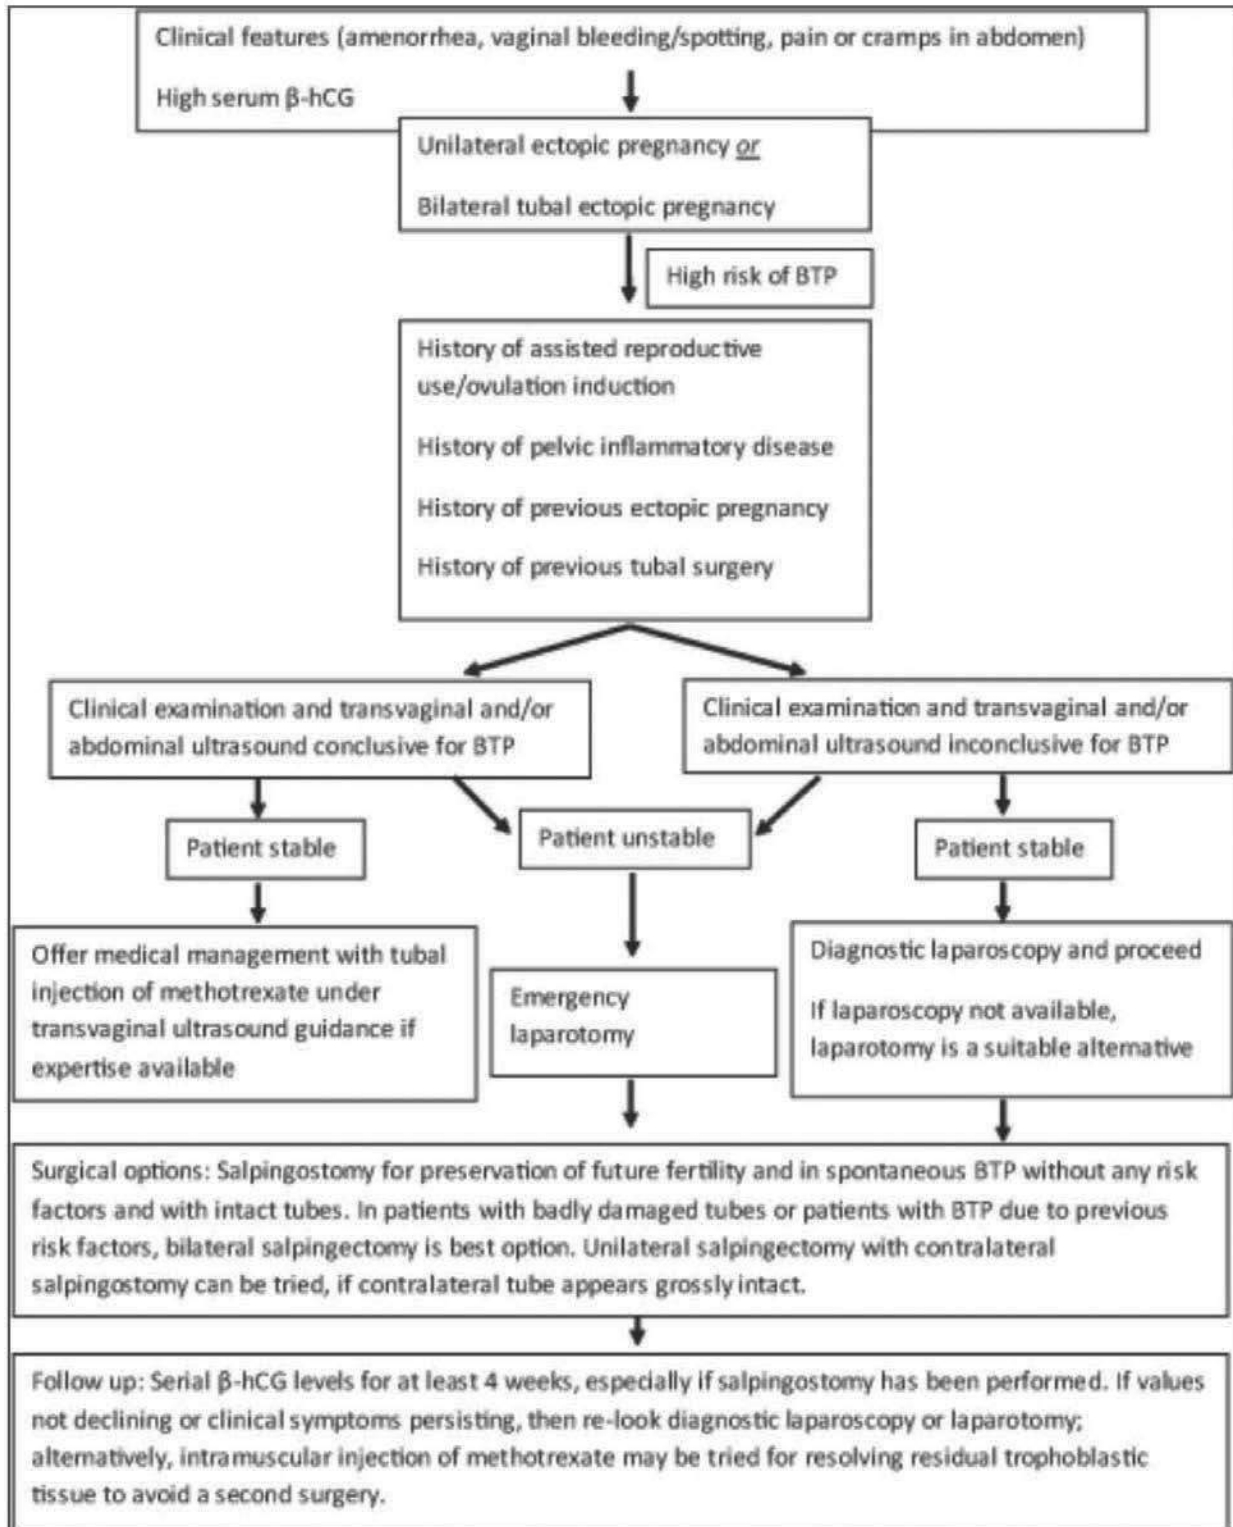 Clinical features (amenorrhea, vaginal bleeding/spotting, pain or cramps in abdomen)
High serum β-hCG
Unilateral ectopic pregnancy or
Bilateral tubal ectopic pregnancy
High risk of BTP
History of assisted reproductive
use/ovulation induction
History of pelvic inflammatory disease
History of previous ectopic pregnancy
History of previous tubal surgery
Clinical examination and transvaginal and/or
abdominal ultrasound conclusive for BTP
Clinical examination and transvaginal and/or
abdominal ultrasound inconclusive for BTP
Patient stable
Patient unstable
Patient stable
Offer medical management with tubal
injection of methotrexate under
transvaginal ultrasound guidance if
expertise available
Emergency
laparotomy
Diagnostic laparoscopy and proceed
If laparoscopy not available,
laparotomy is a suitable alternative
Surgical options: Salpingostomy for preservation of future fertility and in spontaneous BTP without any risk
factors and with intact tubes. In patients with badly damaged tubes or patients with BTP due to previous
risk factors, bilateral salpingectomy is best option. Unilateral salpingectomy with contralateral
salpingostomy can be tried, if contralateral tube appears grossly intact.
Follow up: Serial β-hCG levels for at least 4 weeks, especially if salpingostomy has been performed. If values
not declining or clinical symptoms persisting, then re-look diagnostic laparoscopy or laparotomy;
alternatively, intramuscular injection of methotrexate may be tried for resolving residual trophoblastic
tissue to avoid a second surgery.